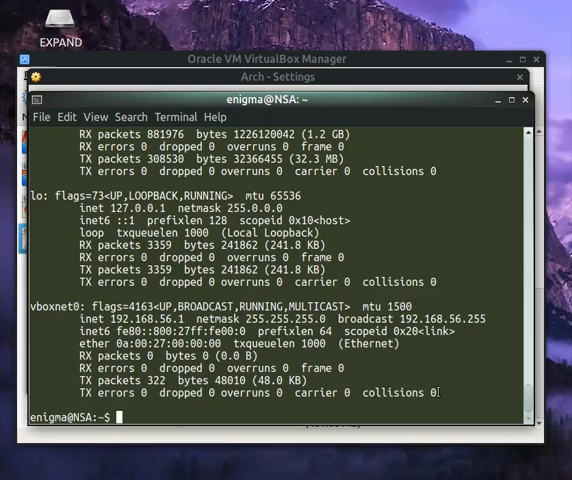 EXPAND
Oracle VM VirtualBox Manager
Arch - Settings
enigma@NSA: ~
File Edit View Search Terminal Help
RX packets 881976 bytes 1226120042 (1.2 GB)
RX errors 0 dropped 0 overruns 0 frame 0
TX packets 308530 bytes 32366455 (32.3 MB)
TX errors 0 dropped 0 overruns 0 carrier 0 collisions 0
lo: flags=73<UP,LOOPBACK,RUNNING> mtu 65536
inet 127.0.0.1 netmask 255.0.0.0
inet6 ::1 prefixlen 128 scopeid 0x10<host>
loop txqueuelen 1000 (Local Loopback)
RX packets 3359 bytes 241862 (241.8 KB)
RX errors 0 dropped 0 overruns 0 frame 0
TX packets 3359 bytes 241862 (241.8 KB)
TX errors 0 dropped 0 overruns 0 carrier 0 collisions 0
vboxnet0: flags=4163<UP,BROADCAST,RUNNING,MULTICAST> mtu 1500
inet 192.168.56.1 netmask 255.255.255.0 broadcast 192.168.56.255
inet6 fe80::800:27ff:fe00:0 prefixlen 64 scopeid 0x20<link>
ether 0a:00:27:00:00:00 txqueuelen 1000 (Ethernet)
RX packets 0 bytes 0 (0.0 B)
RX errors 0 dropped 0 overruns 0 frame 0
TX packets 322 bytes 48010 (48.0 KB)
TX errors 0 dropped 0 overruns 0 carrier 0 collisions 0
enigma@NSA:~$